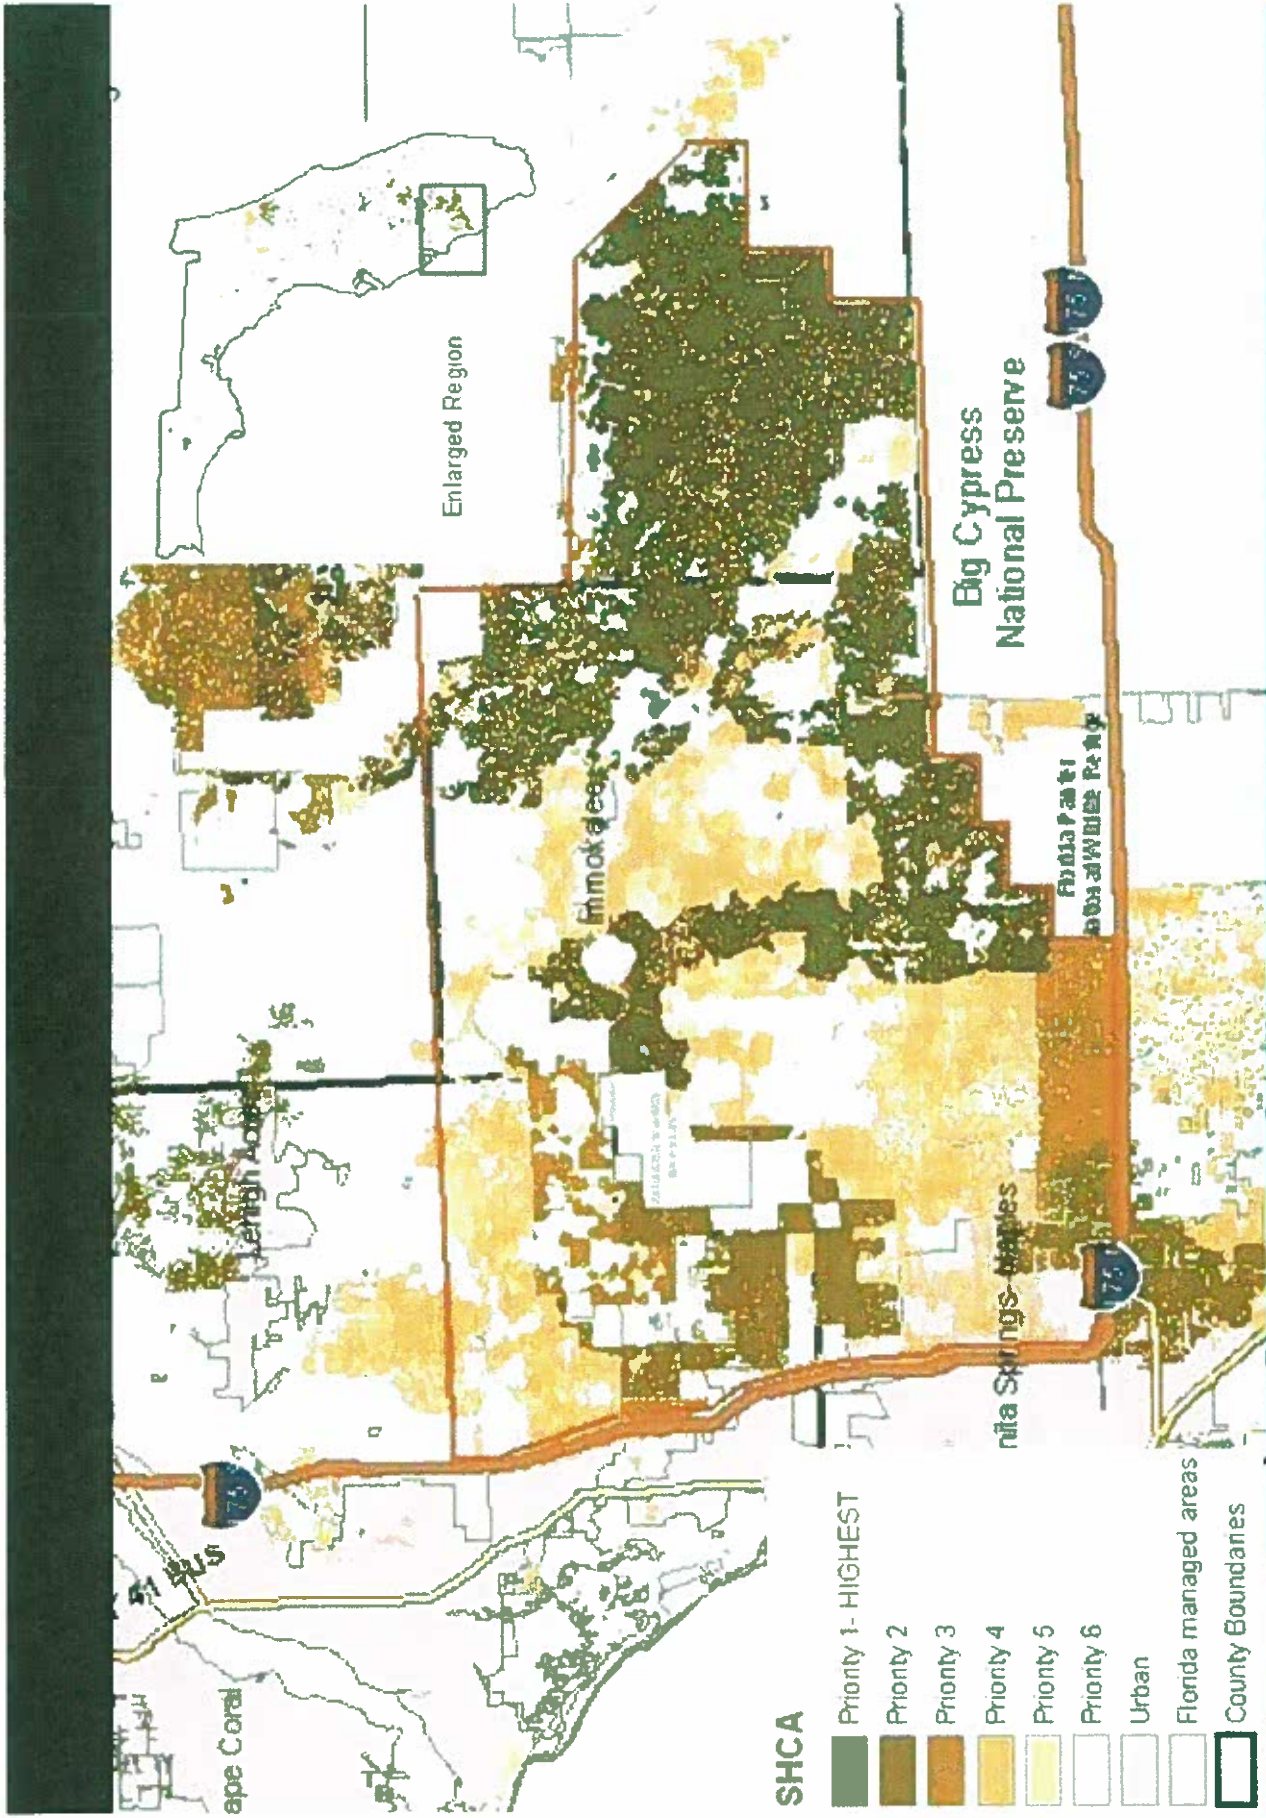 Enlarged Region
Lehigh Acres
Immokalee
Big Cypress
National Preserve
75
75
75
75
41 BUS
ape Coral
nita Springs- Naples
SHCA
Priority 1 - HIGHEST
Priority 2
Priority 3
Priority 4
Priority 5
Priority 6
Urban
Florida managed areas
County Boundaries